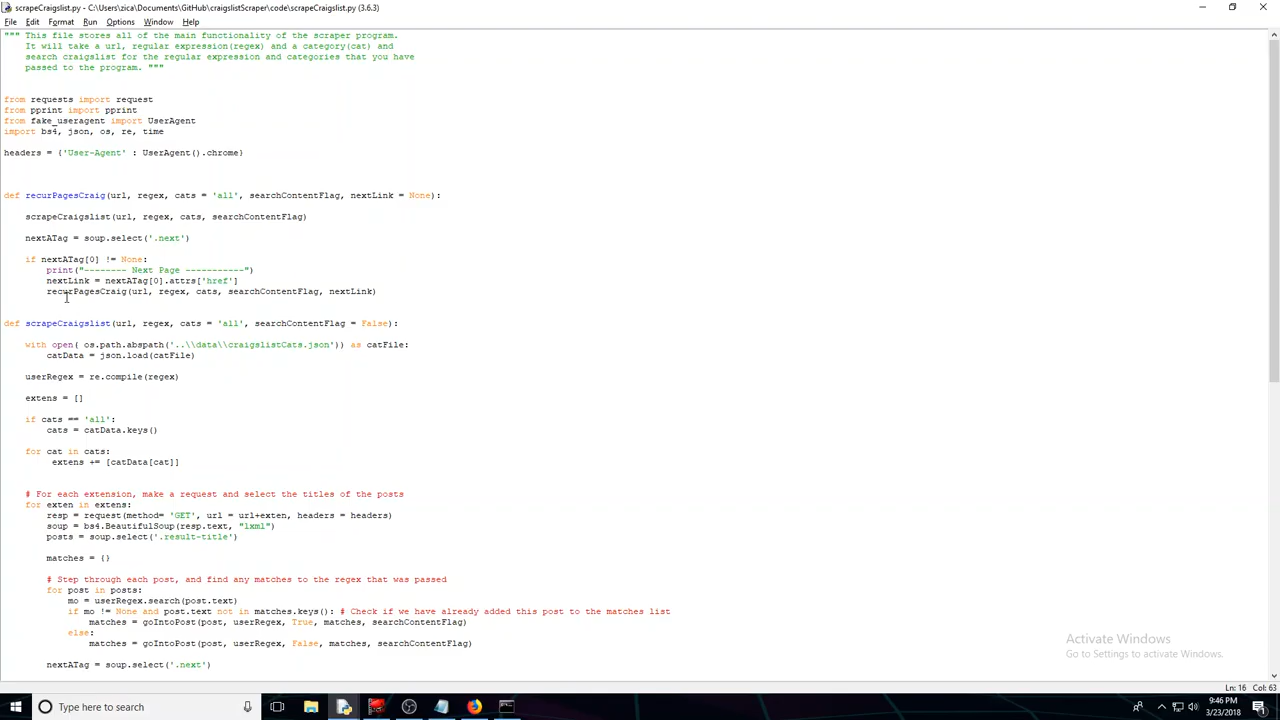 scrapeCraigslist.py - C:\Users\zica\Documents\GitHub\craigslistScraper\code\scrapeCraigslist.py (3.6.3)
File Edit Format Run Options Window Help
""" This file stores all of the main functionality of the scraper program.
It will take a url, regular expression(regex) and a category(cat) and
search craigslist for the regular expression and categories that you have
passed to the program. """
from requests import request
from pprint import pprint
from fake_useragent import UserAgent
import bs4, json, os, re, time
headers = {'User-Agent' : UserAgent().chrome}
def recurPagesCraig(url, regex, cats = 'all', searchContentFlag, nextLink = None):
scrapeCraigslist(url, regex, cats, searchContentFlag)
nextATag = soup.select('.next')
if nextATag[0] != None:
print("-------- Next Page -----------")
nextLink = nextATag[0].attrs['href']
recurPagesCraig(url, regex, cats, searchContentFlag, nextLink)
def scrapeCraigslist(url, regex, cats = 'all', searchContentFlag = False):
with open( os.path.abspath('..\\data\\craigslistCats.json')) as catFile:
catData = json.load(catFile)
userRegex = re.compile(regex)
extens = []
if cats == 'all':
cats = catData.keys()
for cat in cats:
extens += [catData[cat]]
# For each extension, make a request and select the titles of the posts
for exten in extens:
resp = request(method= 'GET', url = url+exten, headers = headers)
soup = bs4.BeautifulSoup(resp.text, "lxml")
posts = soup.select('.result-title')
matches = {}
# Step through each post, and find any matches to the regex that was passed
for post in posts:
mo = userRegex.search(post.text)
if mo != None and post.text not in matches.keys(): # Check if we have already added this post to the matches list
matches = goIntoPost(post, userRegex, True, matches, searchContentFlag)
else:
matches = goIntoPost(post, userRegex, False, matches, searchContentFlag)
nextATag = soup.select('.next')
Activate Windows
Go to Settings to activate Windows.
Ln: 16 Col: 63
Type here to search
9:46 PM
3/23/2018